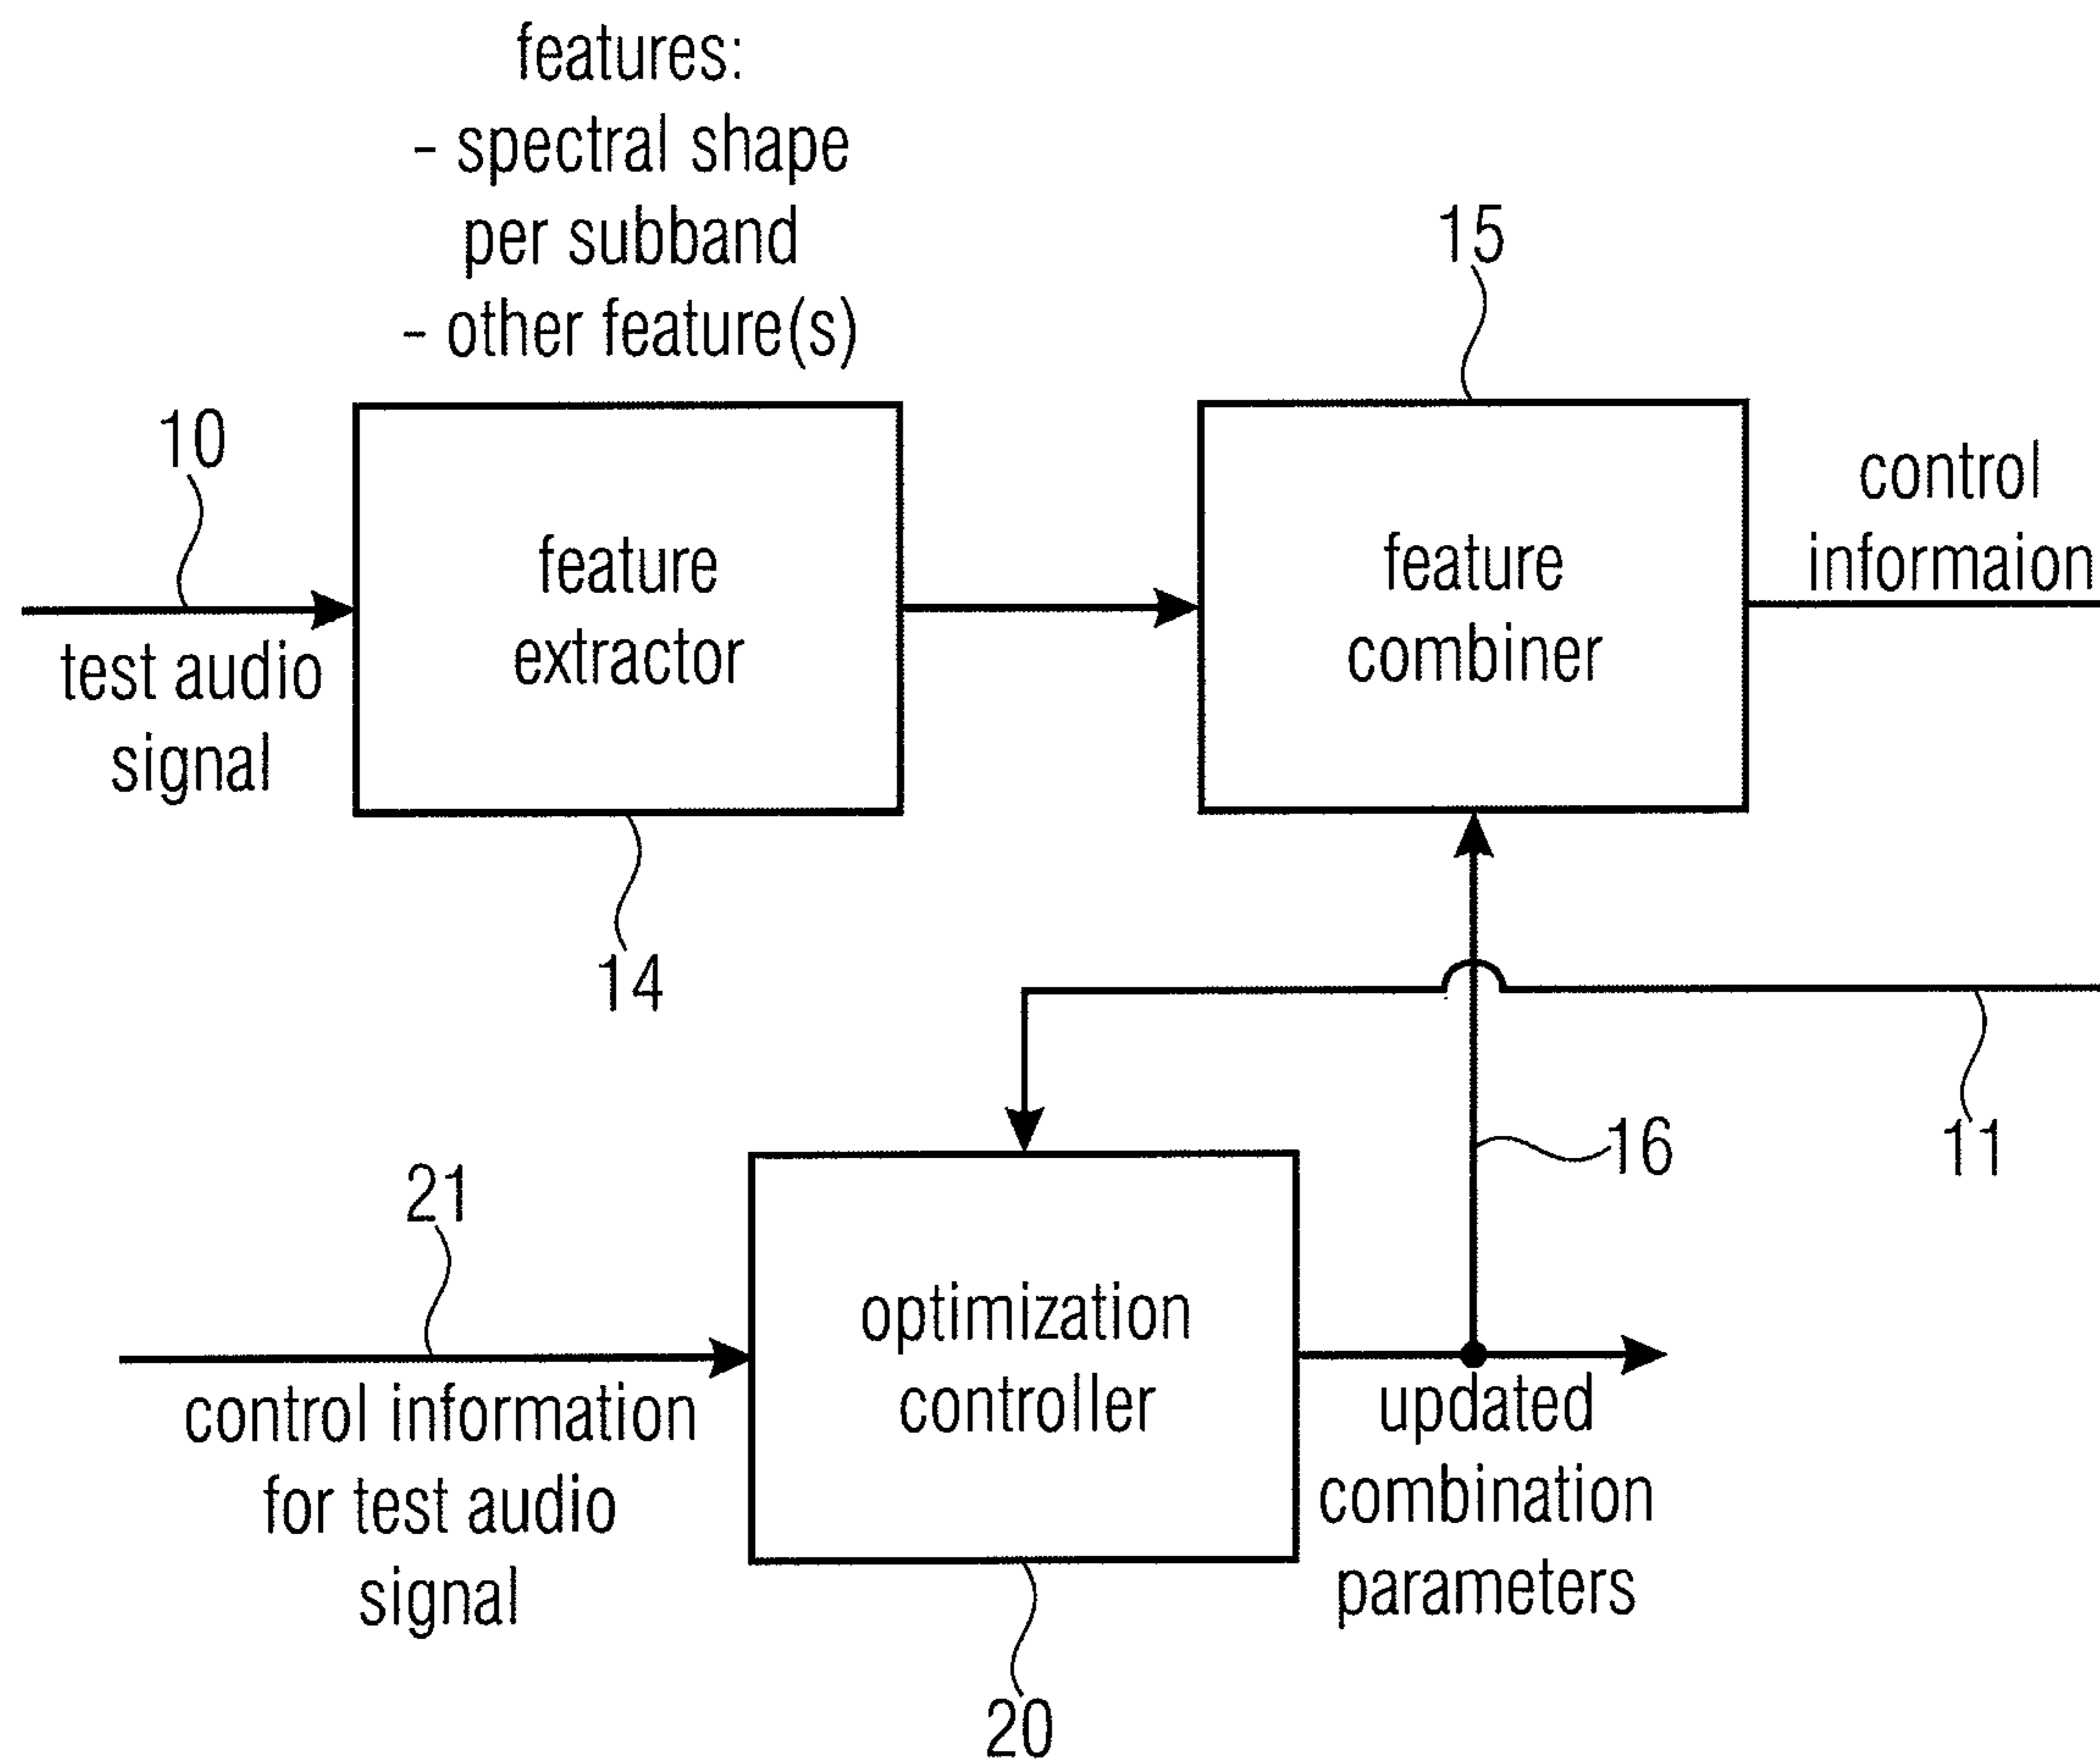 features:
- spectral shape
per subband
- other feature(s)
15
10
control
informaion
feature
extractor
feature
combiner
test audio
signal
14
16
11
21
optimization
controller
control information
for test audio
signal
updated
combination
parameters
20